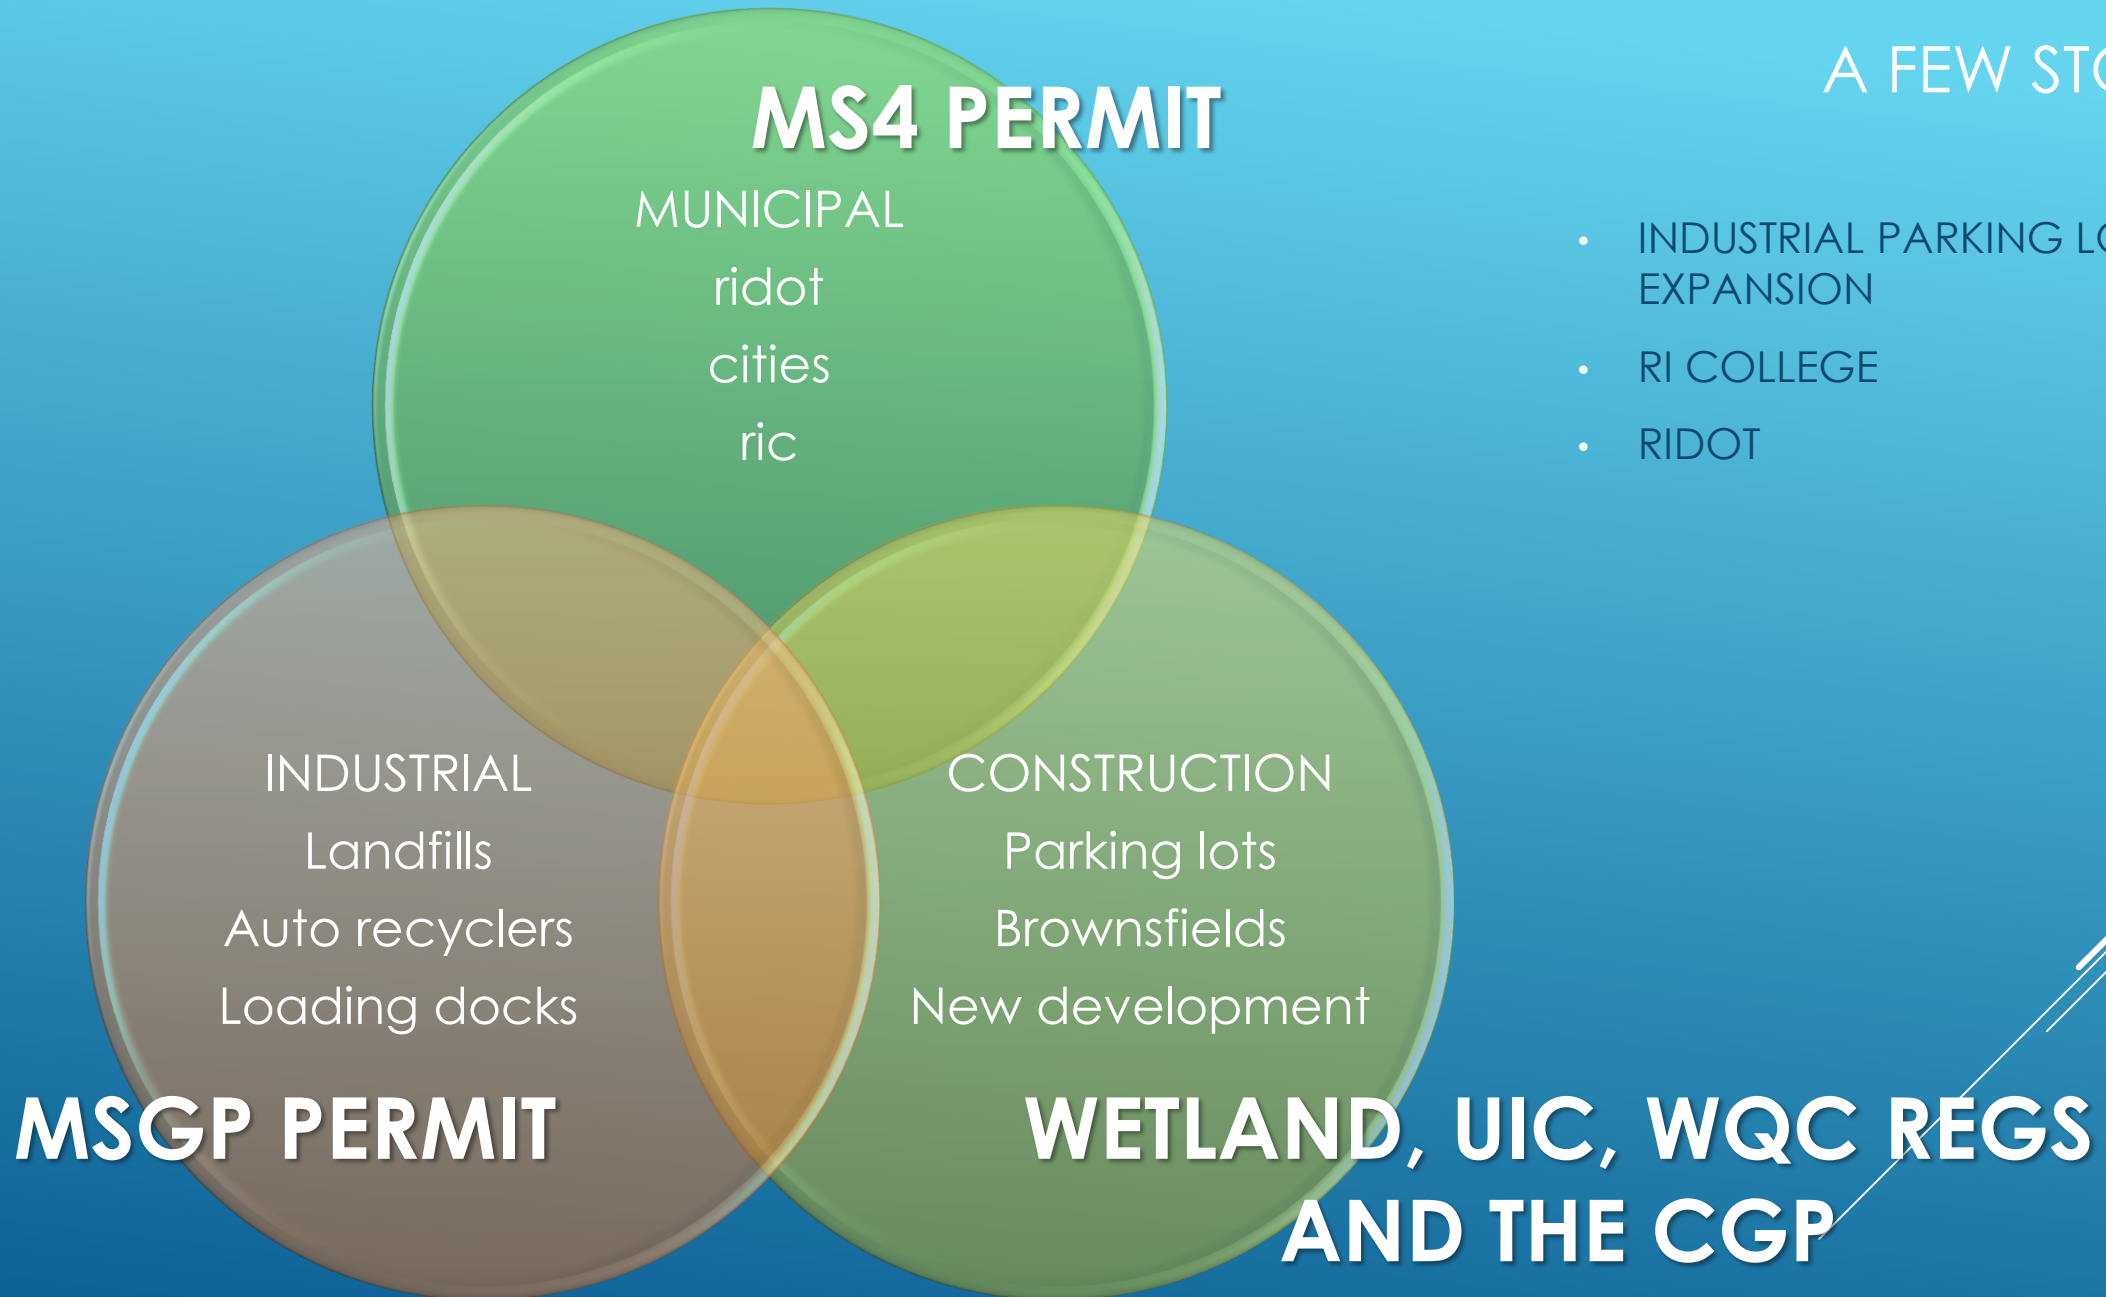 MS4 PERMIT
MUNICIPAL
ridot
cities
ric
INDUSTRIAL
Landfills
Auto recyclers
Loading docks
MSGP PERMIT
CONSTRUCTION
Parking lots
Brownsfields
New development
WETLAND, UIC, WQC REGS
AND THE CGP
A FEW
• INDUSTRIAL PARKING
EXPANSION
• RI COLLEGE
• RIDOT